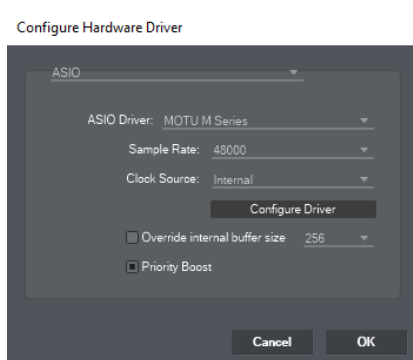 Configure Hardware Driver
ASIO
ASIO Driver: MOTU M Series
Sample Rate: 48000
Clock Source: Internal
Configure Driver
Override internal buffer size 256
Priority Boost
Cancel OK